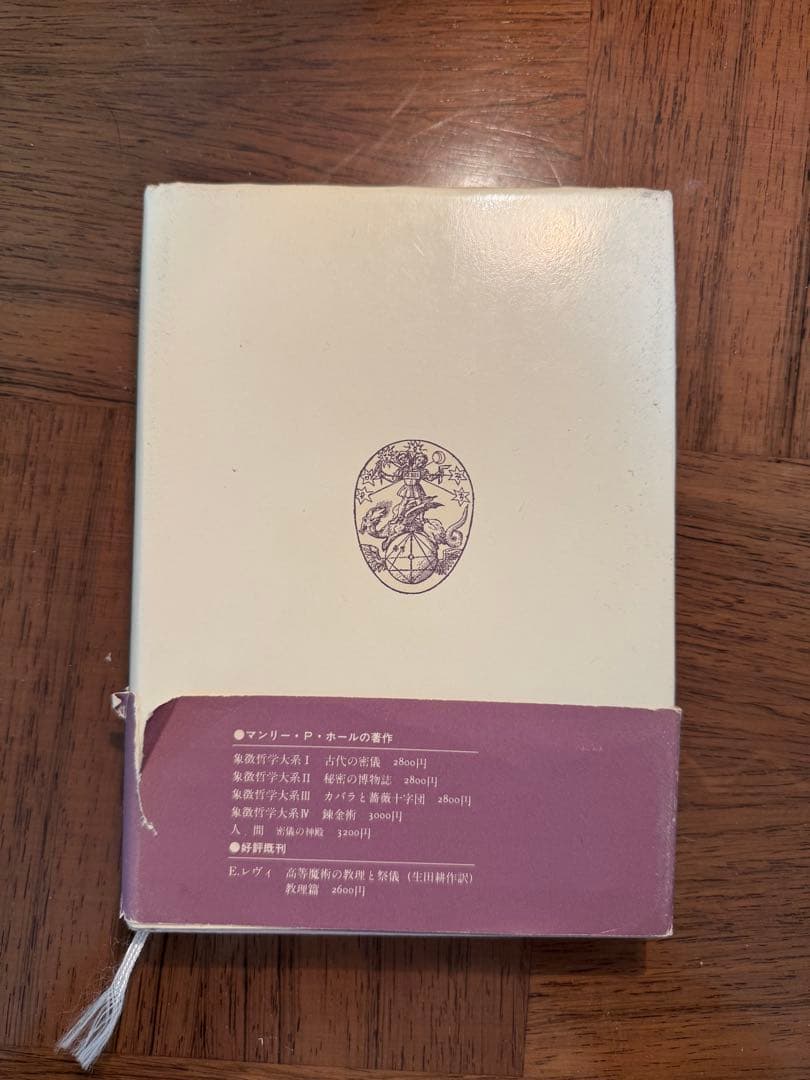 ●マンリー・P・ホールの著作
象徴哲学大系Ⅰ 古代の密儀 2800円
象徴哲学大系Ⅱ 秘密の博物誌 2800円
象徴哲学大系Ⅲ カバラと薔薇十字団 2800円
象徴哲学大系Ⅳ 錬金術 3000円
人間 密儀の神殿 3200円
●好評既刊
E.レヴィ 高等魔術の教理と祭儀(生田耕作訳)
教理篇 2600円